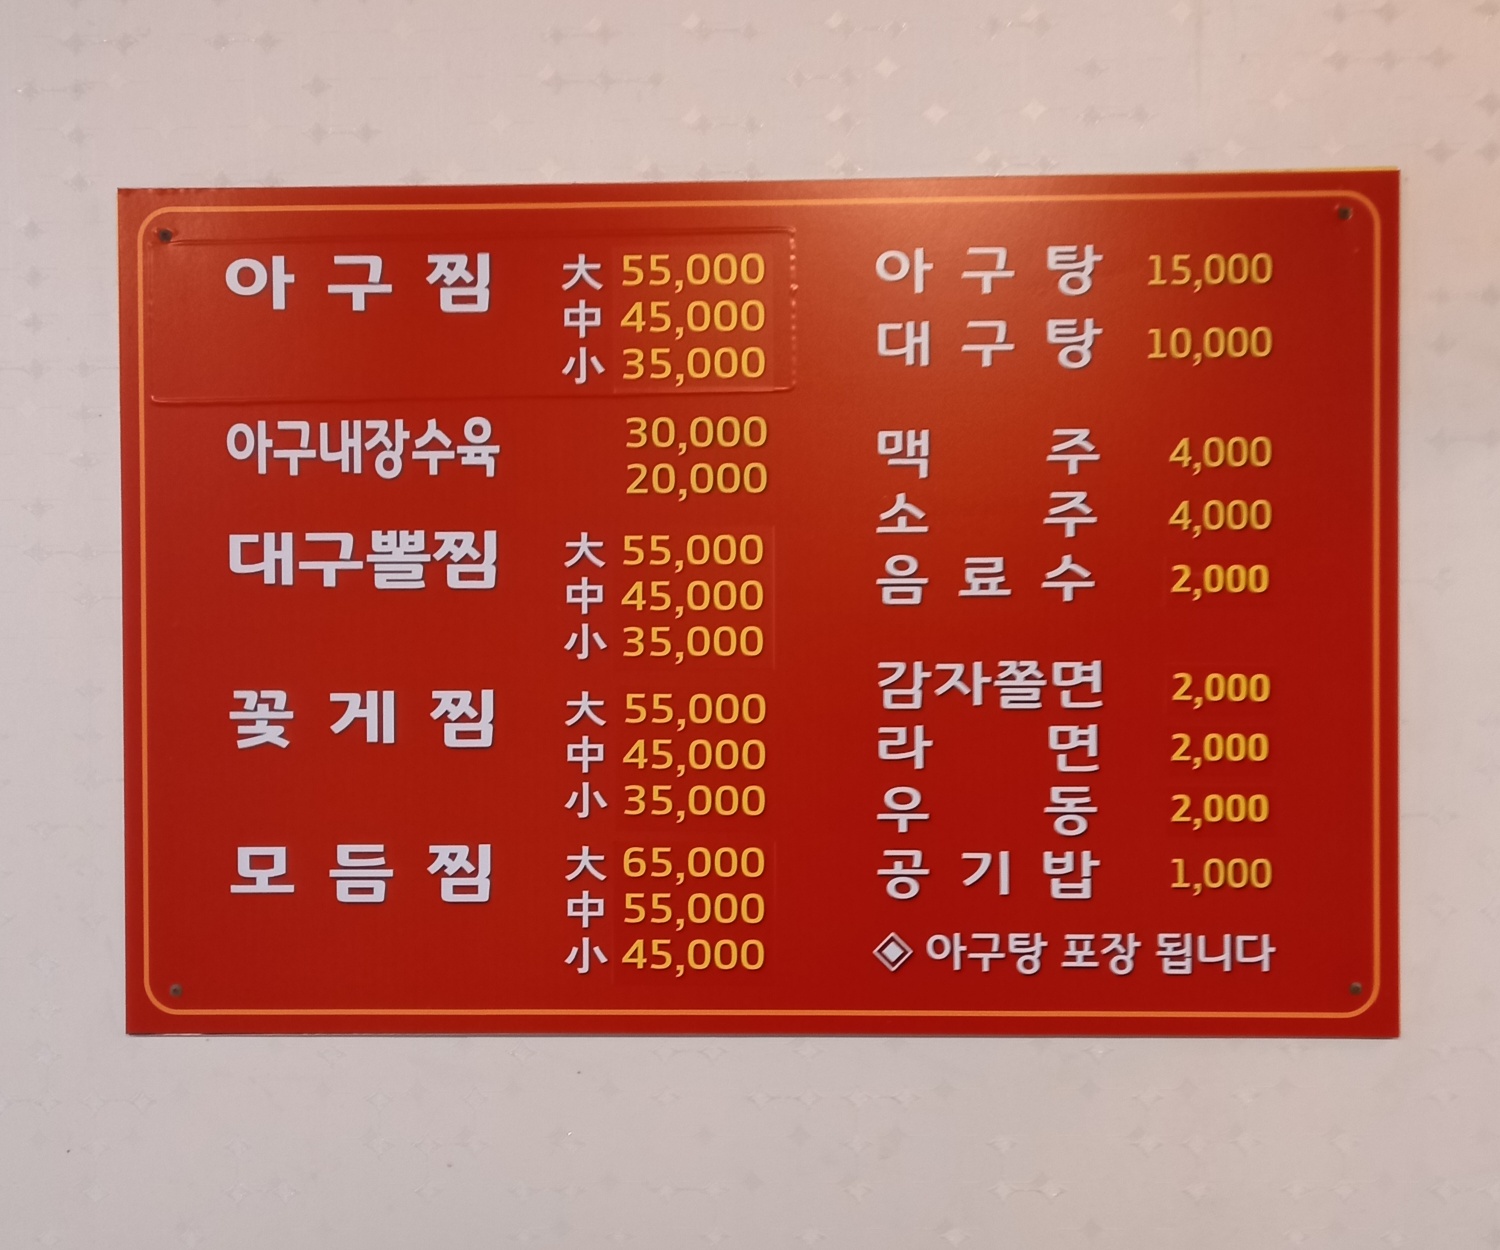 아구찜 大 55,000
中 45,000
小 35,000
아구내장수육 30,000
20,000
대구뽈찜 大 55,000
中 45,000
小 35,000
꽃게찜 大 55,000
中 45,000
小 35,000
모듬찜 大 65,000
中 55,000
小 45,000
아구탕 15,000
대구탕 10,000
맥주 4,000
소주 4,000
음료수 2,000
감자쫄면 2,000
라면 2,000
우동 2,000
공기밥 1,000
◈ 아구탕 포장 됩니다